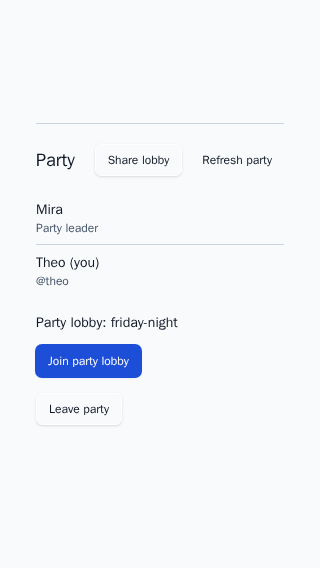 Party
Share lobby
Refresh party
Mira
Party leader
Theo (you)
@theo
Party lobby: friday-night
Join party lobby
Leave party